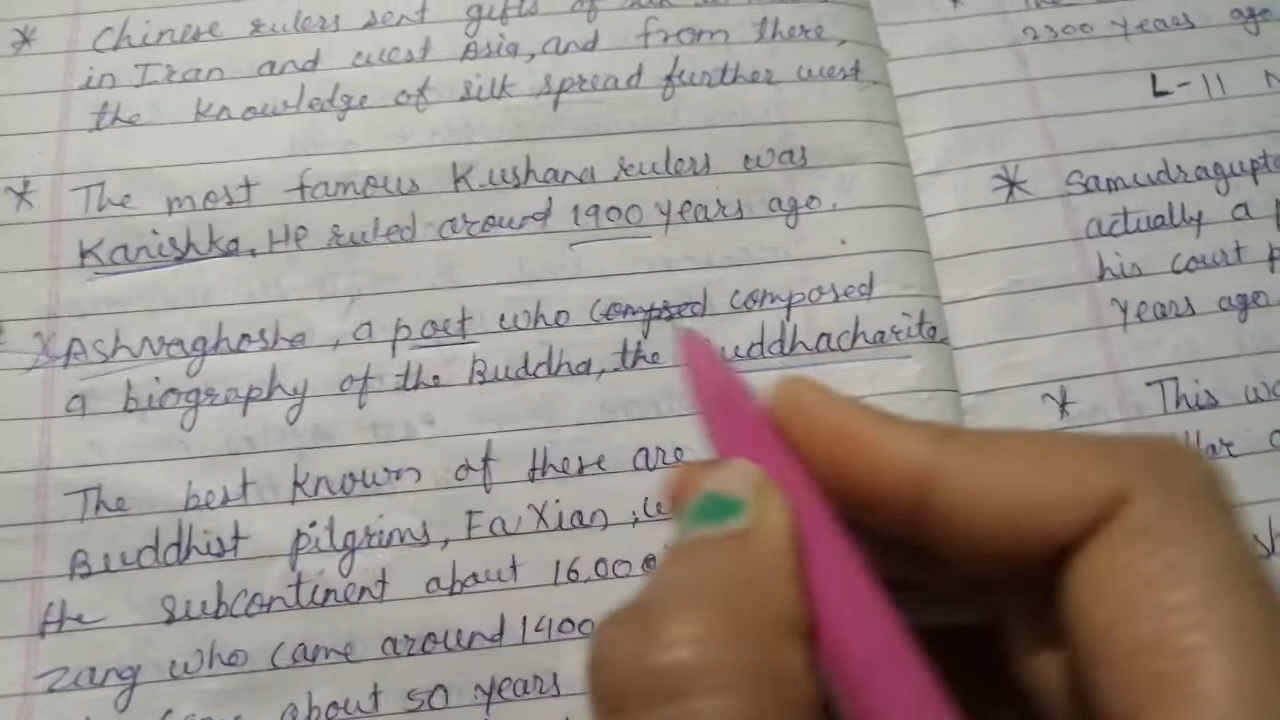 * Chinese rulers sent gifts of
in Iran and west Asia, and from there,
the knowledge of silk spread further west
* The most famous Kushana rulers was
Kanishka. He ruled around 1900 years ago.
Ashvaghosha, a poet who composed
a biography of the Buddha, the Buddhacharita
The best known of there are
Buddhist pilgrims, Fa Xian,
the subcontinent about 16,00
zang who came around 1400
about 50 years
2300 years ago
L-11
* Samudragupta
actually a
his court
years ago
* This